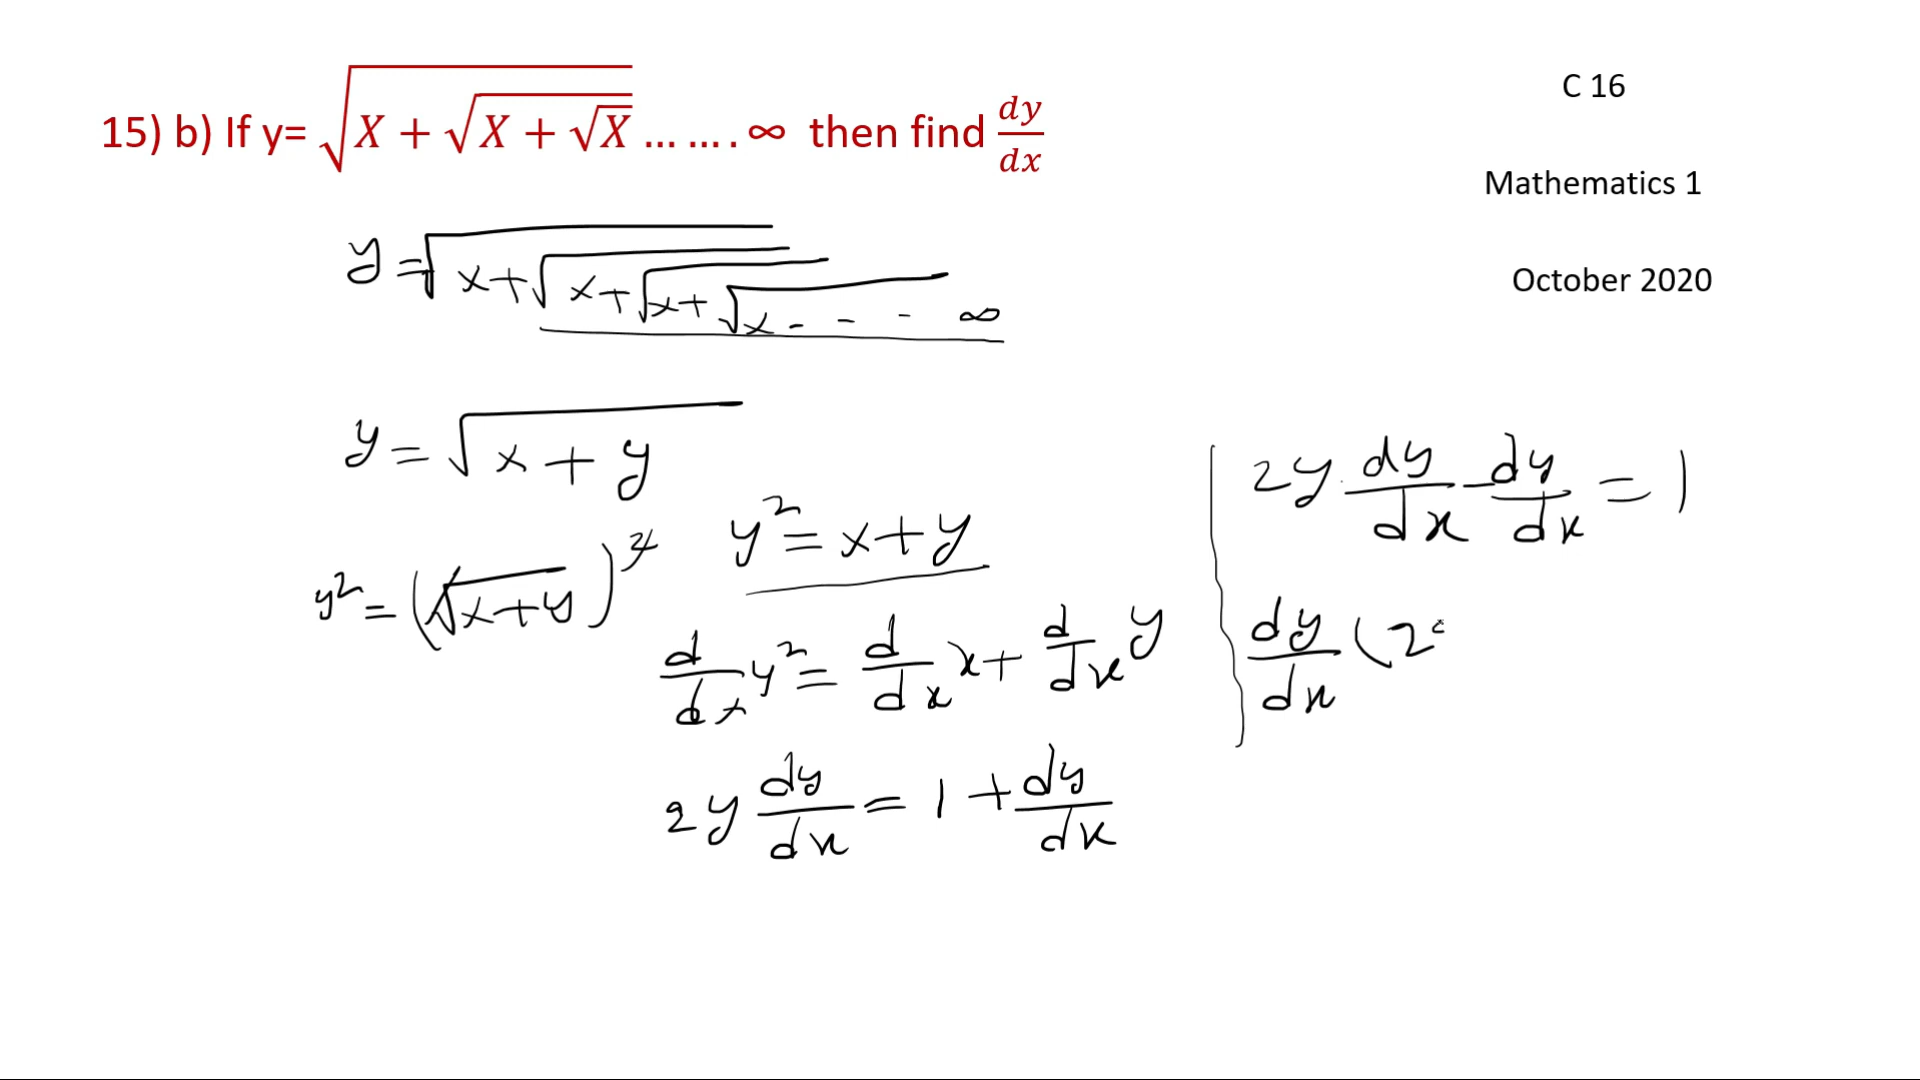 15) b) If y= √(X + √(X + √X)) ... ... . ∞ then find dy/dx
C 16
Mathematics 1
October 2020
y = √(x + √(x + √(x + √(x - - - ∞
y = √(x + y)
y² = (√(x + y))²
y² = x + y
d/dx y² = d/dx x + d/dx y
2y dy/dx = 1 + dy/dx
2y dy/dx - dy/dx = 1
dy/dx (2